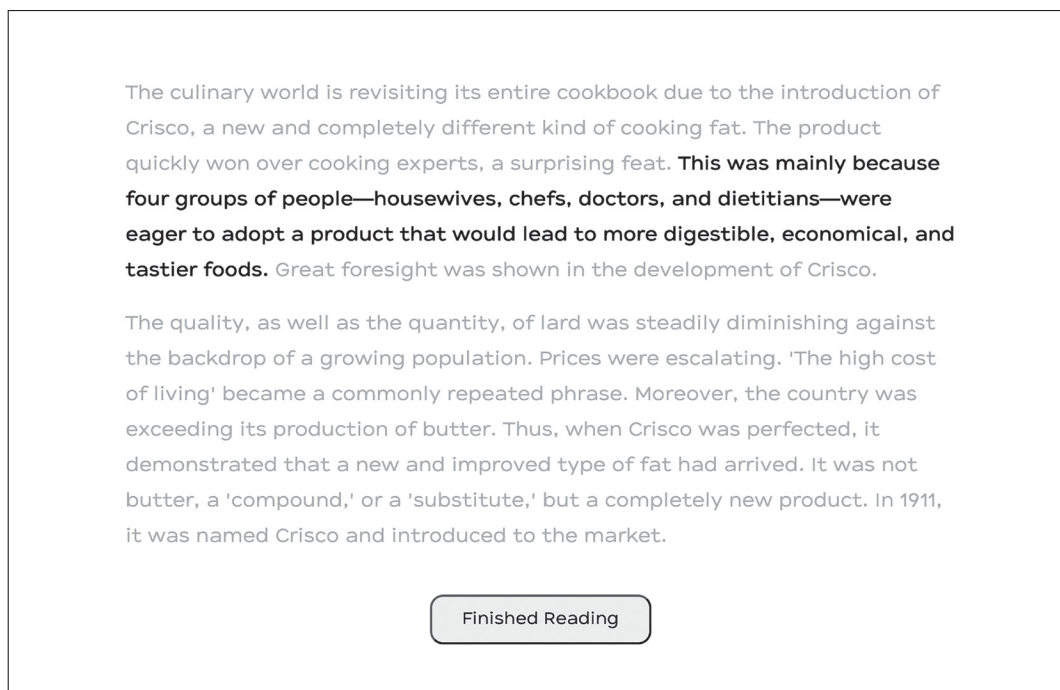 The culinary world is revisiting its entire cookbook due to the introduction of
Crisco, a new and completely different kind of cooking fat. The product
quickly won over cooking experts, a surprising feat. This was mainly because
four groups of people—housewives, chefs, doctors, and dietitians—were
eager to adopt a product that would lead to more digestible, economical, and
tastier foods. Great foresight was shown in the development of Crisco.
The quality, as well as the quantity, of lard was steadily diminishing against
the backdrop of a growing population. Prices were escalating. 'The high cost
of living' became a commonly repeated phrase. Moreover, the country was
exceeding its production of butter. Thus, when Crisco was perfected, it
demonstrated that a new and improved type of fat had arrived. It was not
butter, a 'compound,' or a 'substitute,' but a completely new product. In 1911,
it was named Crisco and introduced to the market.
Finished Reading